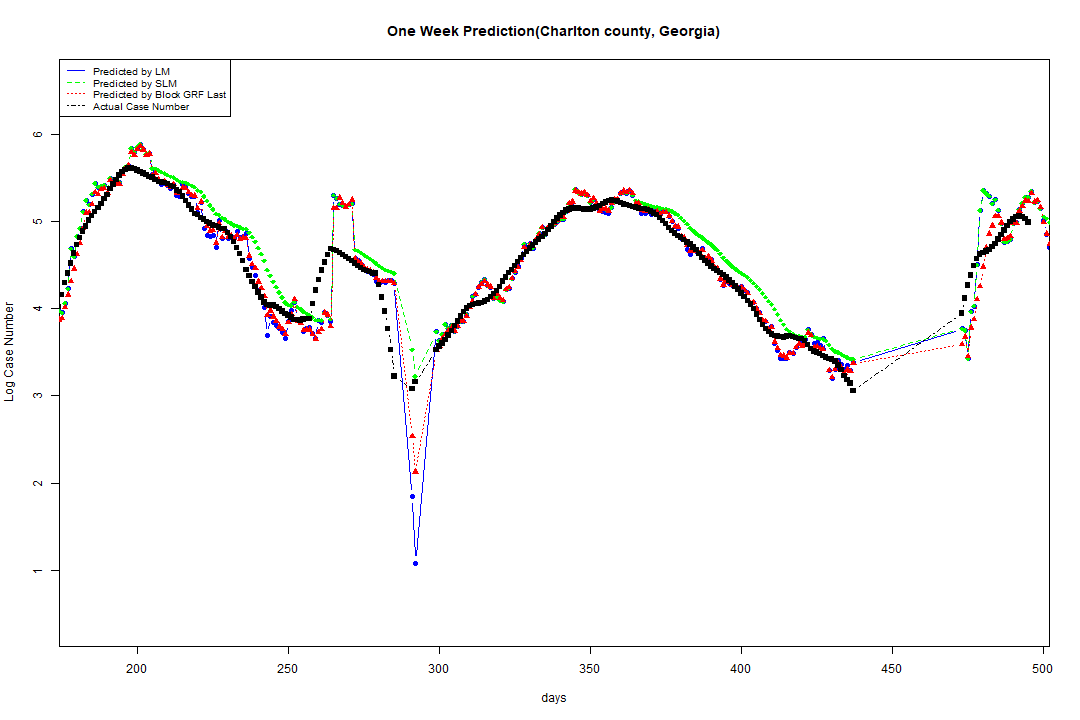 One Week Prediction(Charlton county, Georgia)
Predicted by LM
Predicted by SLM
Predicted by Block GRF Last
Actual Case Number
6
5
4
3
2
1
Log Case Number
200 250 300 350 400 450 500
days